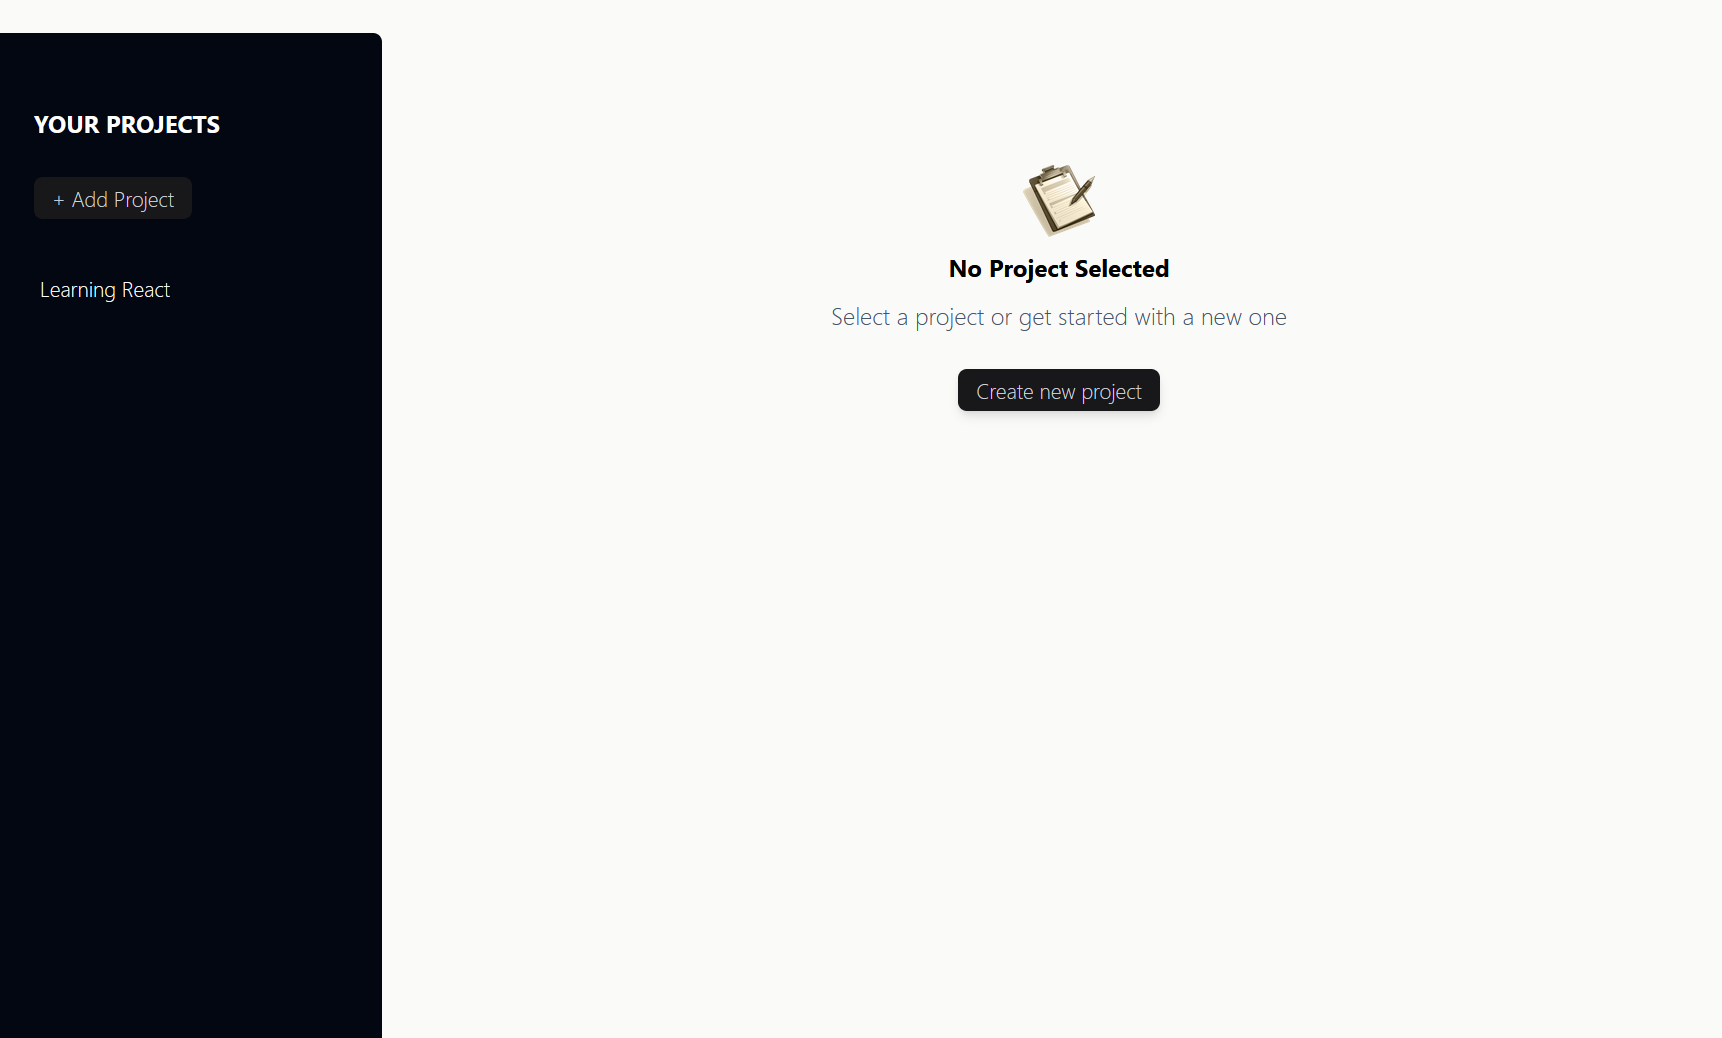 YOUR PROJECTS
+ Add Project
Learning React
No Project Selected
Select a project or get started with a new one
Create new project